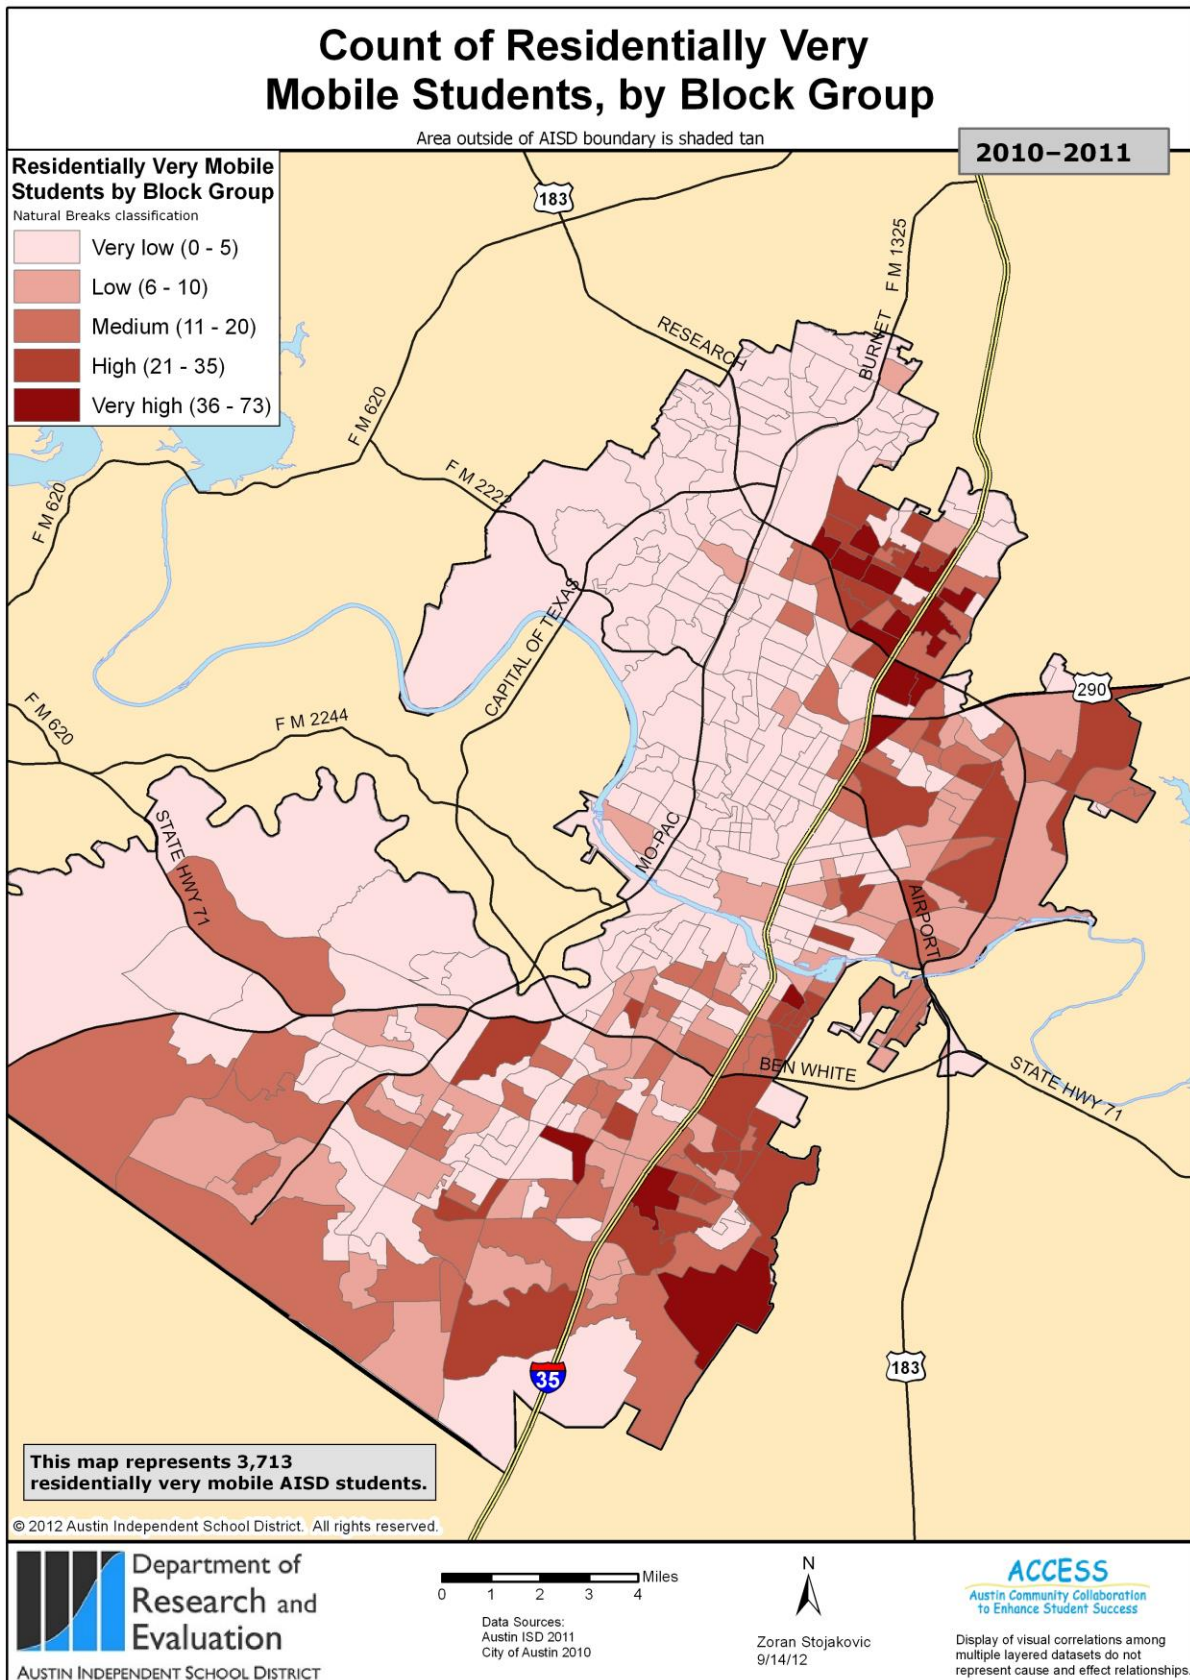 Count of Residentially Very
Mobile Students, by Block Group
Area outside of AISD boundary is shaded tan
2010–2011
Residentially Very Mobile
Students by Block Group
Natural Breaks classification
Very low (0 - 5)
Low (6 - 10)
Medium (11 - 20)
High (21 - 35)
Very high (36 - 73)
183
F M 1325
BURNET
RESEARCH
F M 620
F M 620
F M 2222
CAPITAL OF TEXAS
F M 620
F M 2244
290
STATE HWY 71
MO-PAC
AIRPORT
BEN WHITE
STATE HWY 71
35
183
This map represents 3,713
residentially very mobile AISD students.
© 2012 Austin Independent School District. All rights reserved.
Department of
Research and
Evaluation
AUSTIN INDEPENDENT SCHOOL DISTRICT
0 1 2 3 4 Miles
Data Sources:
Austin ISD 2011
City of Austin 2010
N
Zoran Stojakovic
9/14/12
ACCESS
Austin Community Collaboration
to Enhance Student Success
Display of visual correlations among
multiple layered datasets do not
represent cause and effect relationships